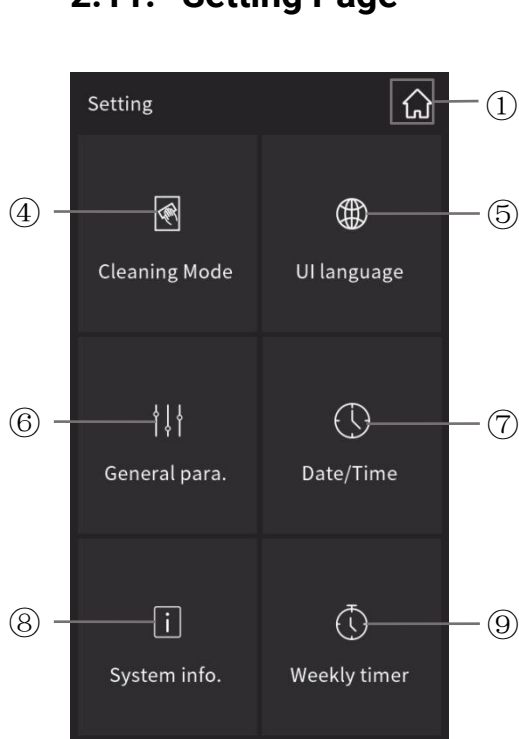 2.11. Setting Page
Setting ①
④ ⑤
Cleaning Mode UI language
⑥ ⑦
General para. Date/Time
⑧ i ⑨
System info. Weekly timer